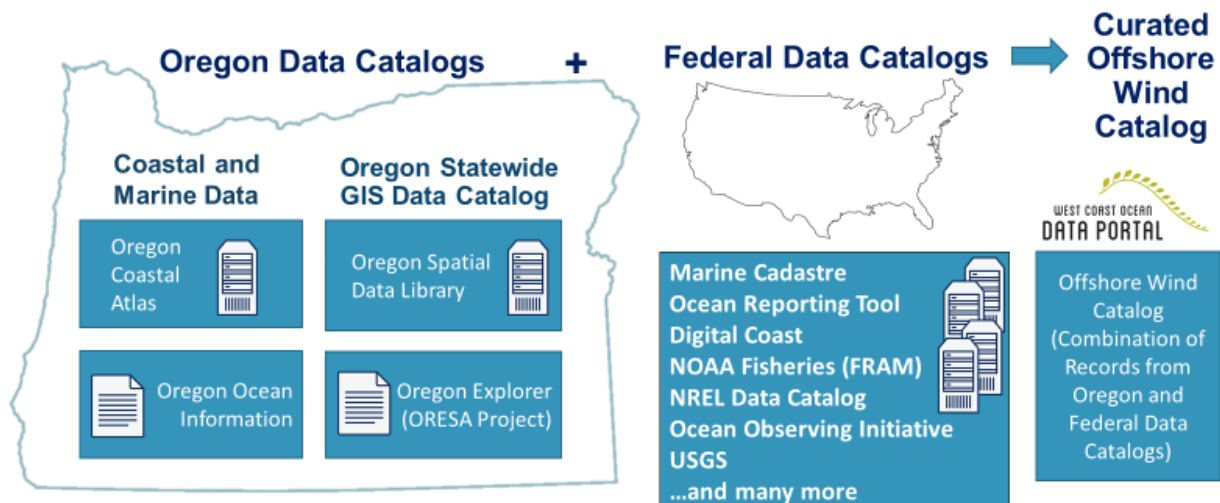 Oregon Data Catalogs
+
Federal Data Catalogs
Curated
Offshore
Wind
Catalog
Coastal and
Marine Data
Oregon Statewide
GIS Data Catalog
Oregon
Coastal
Atlas
Oregon Spatial
Data Library
Oregon Ocean
Information
Oregon Explorer
(ORESA Project)
Marine Cadastre
Ocean Reporting Tool
Digital Coast
NOAA Fisheries (FRAM)
NREL Data Catalog
Ocean Observing Initiative
USGS
...and many more
WEST COAST OCEAN
DATA PORTAL
Offshore Wind
Catalog
(Combination of
Records from
Oregon and
Federal Data
Catalogs)